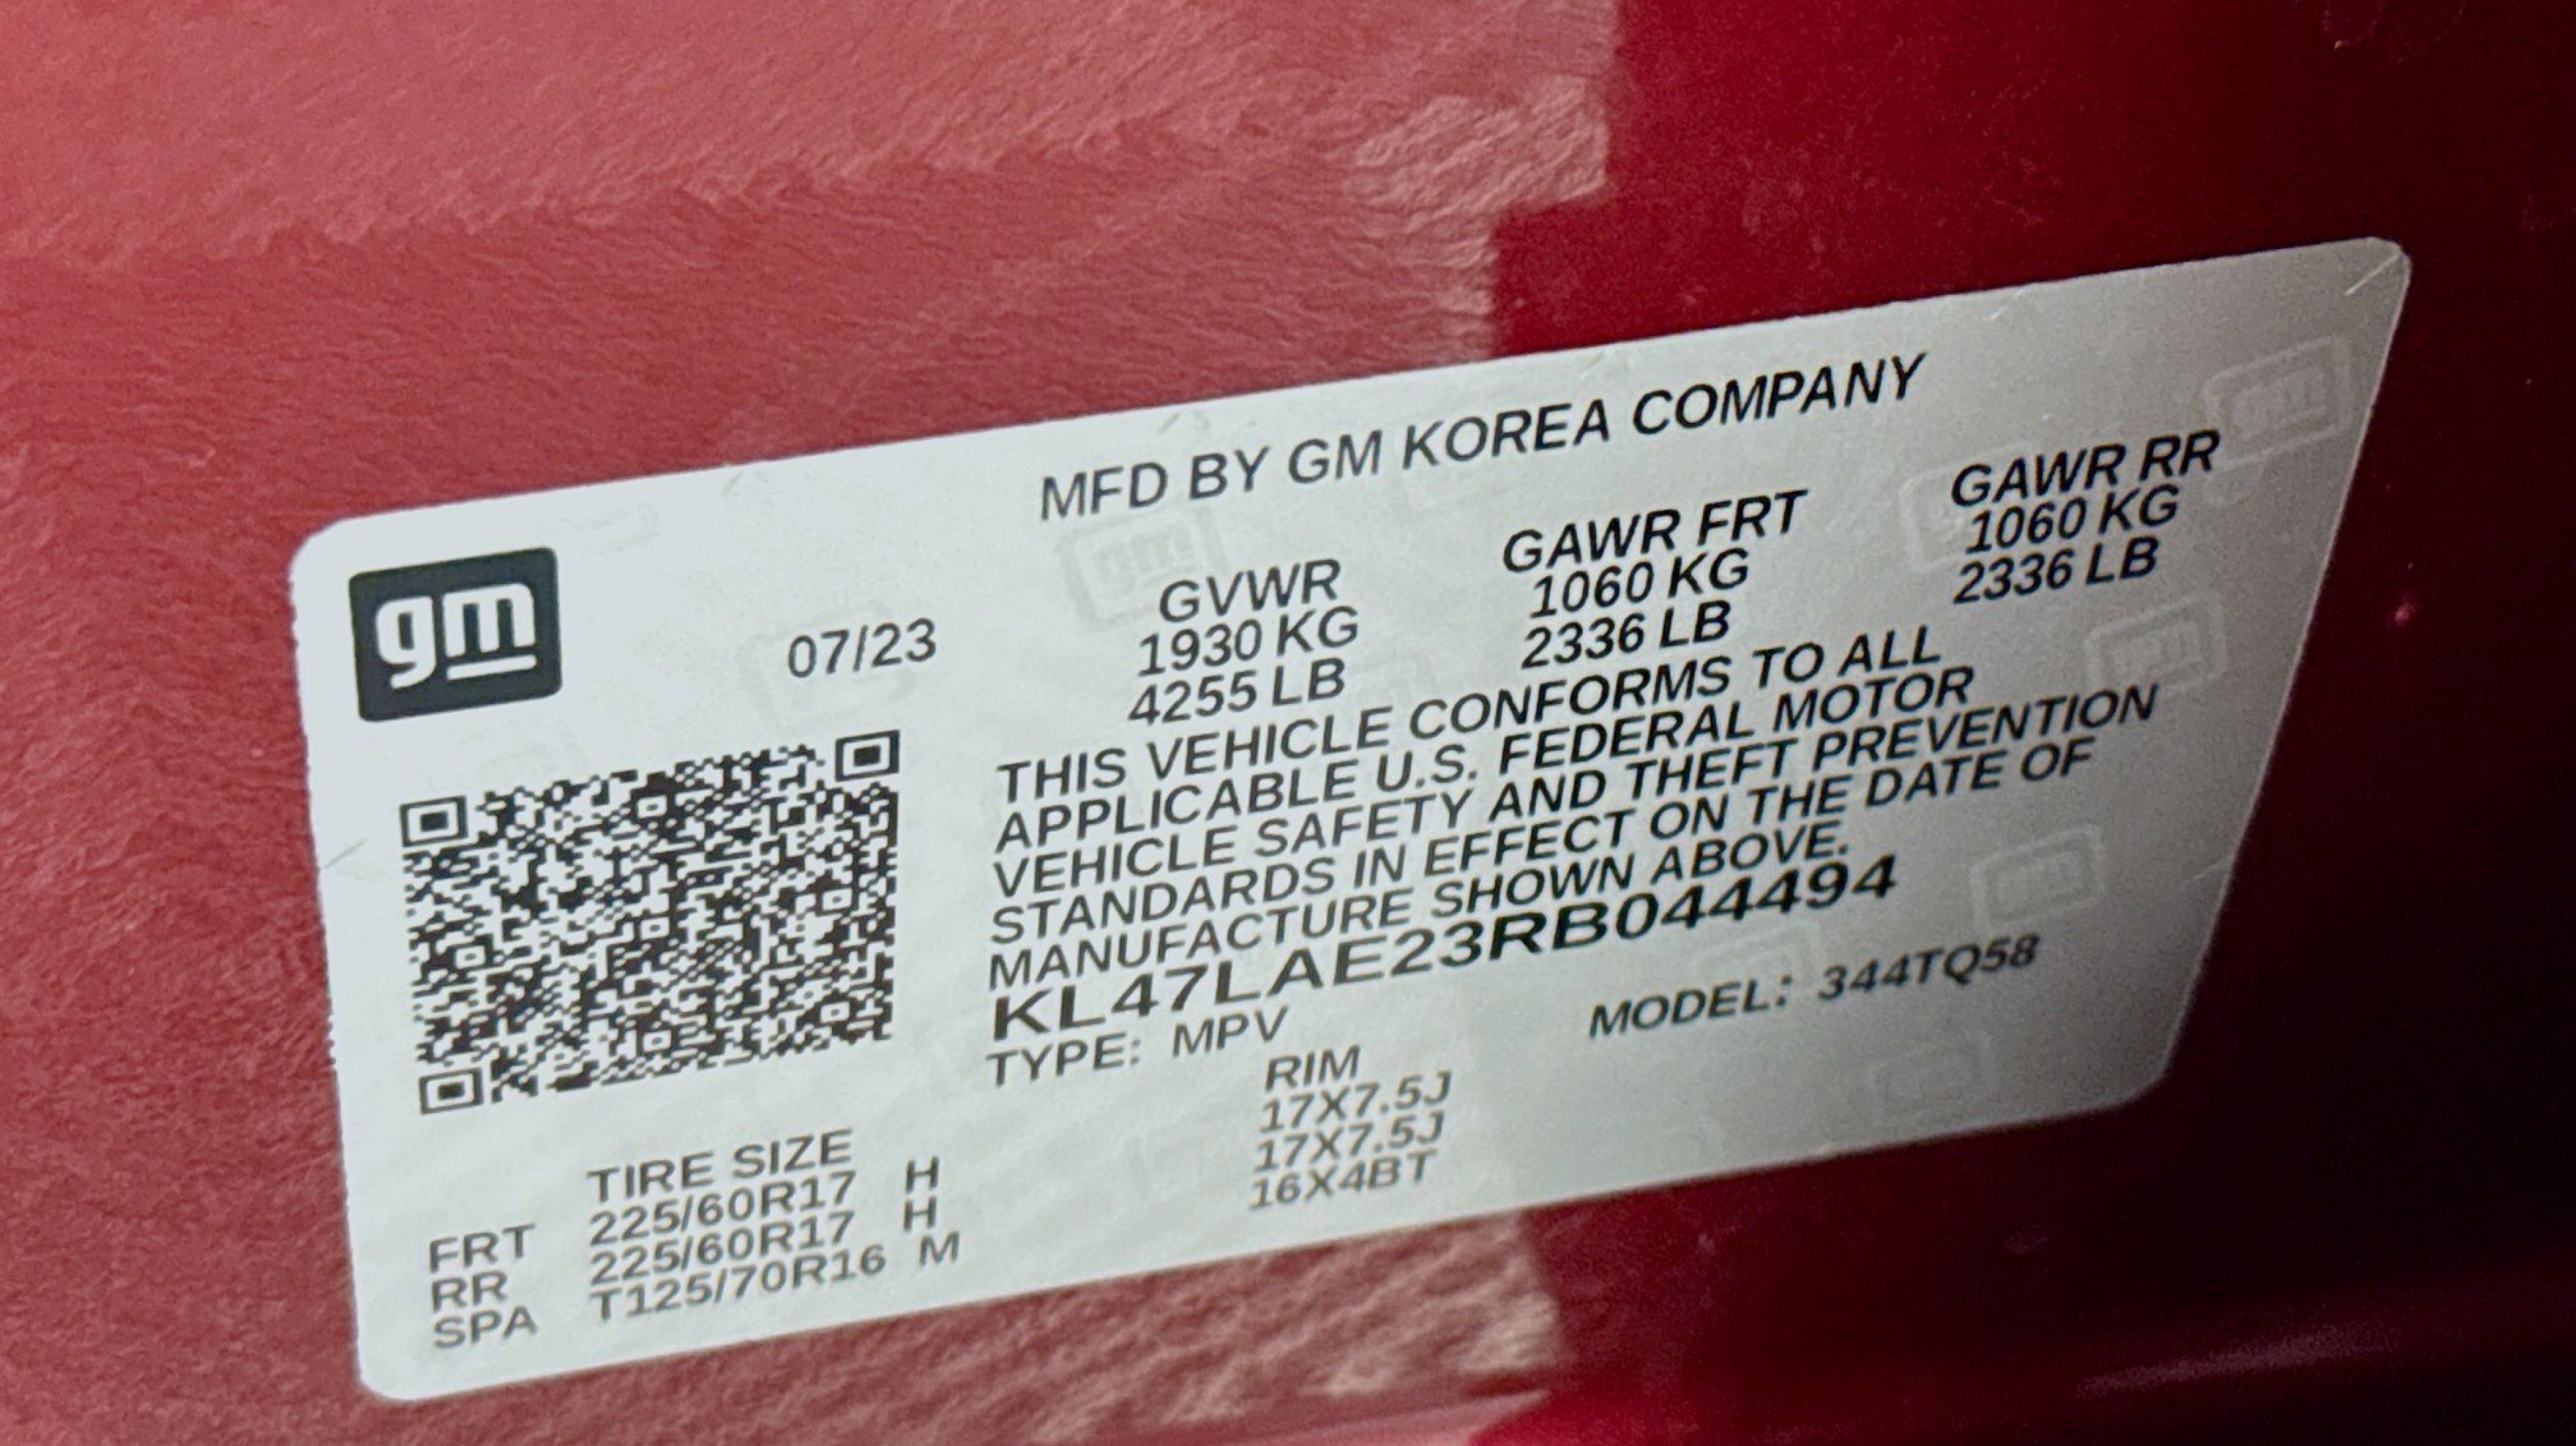 MFD BY GM KOREA COMPANY
gm
07/23
GVWR GAWR FRT GAWR RR
1930 KG 1060 KG 1060 KG
4255 LB 2336 LB 2336 LB
THIS VEHICLE CONFORMS TO ALL
APPLICABLE U.S. FEDERAL MOTOR
VEHICLE SAFETY AND THEFT PREVENTION
STANDARDS IN EFFECT ON THE DATE OF
MANUFACTURE SHOWN ABOVE.
KL47LAE23RB044494
TYPE: MPV MODEL: 344TQ58
TIRE SIZE RIM
FRT 225/60R17 H 17X7.5J
RR 225/60R17 H 17X7.5J
SPA T125/70R16 M 16X4BT